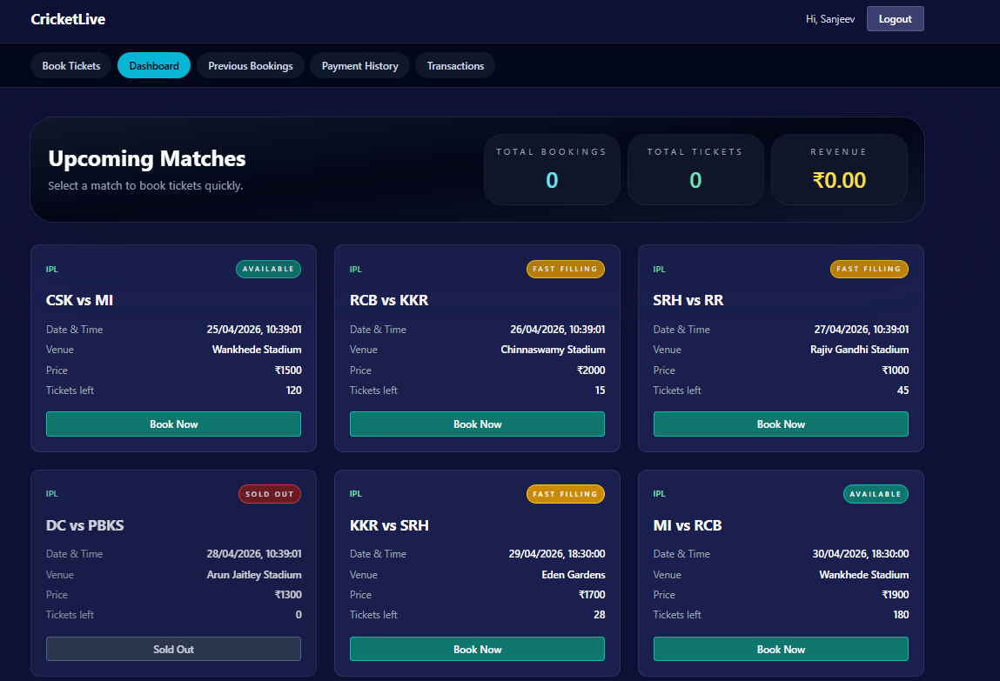 CricketLive
Hi, Sanjeev
Logout
Book Tickets
Dashboard
Previous Bookings
Payment History
Transactions
Upcoming Matches
Select a match to book tickets quickly.
TOTAL BOOKINGS
0
TOTAL TICKETS
0
REVENUE
₹0.00
IPL
AVAILABLE
CSK vs MI
Date & Time 25/04/2026, 10:39:01
Venue Wankhede Stadium
Price ₹1500
Tickets left 120
Book Now
IPL
FAST FILLING
RCB vs KKR
Date & Time 26/04/2026, 10:39:01
Venue Chinnaswamy Stadium
Price ₹2000
Tickets left 15
Book Now
IPL
FAST FILLING
SRH vs RR
Date & Time 27/04/2026, 10:39:01
Venue Rajiv Gandhi Stadium
Price ₹1000
Tickets left 45
Book Now
IPL
SOLD OUT
DC vs PBKS
Date & Time 28/04/2026, 10:39:01
Venue Arun Jaitley Stadium
Price ₹1300
Tickets left 0
Sold Out
IPL
FAST FILLING
KKR vs SRH
Date & Time 29/04/2026, 18:30:00
Venue Eden Gardens
Price ₹1700
Tickets left 28
Book Now
IPL
AVAILABLE
MI vs RCB
Date & Time 30/04/2026, 18:30:00
Venue Wankhede Stadium
Price ₹1900
Tickets left 180
Book Now